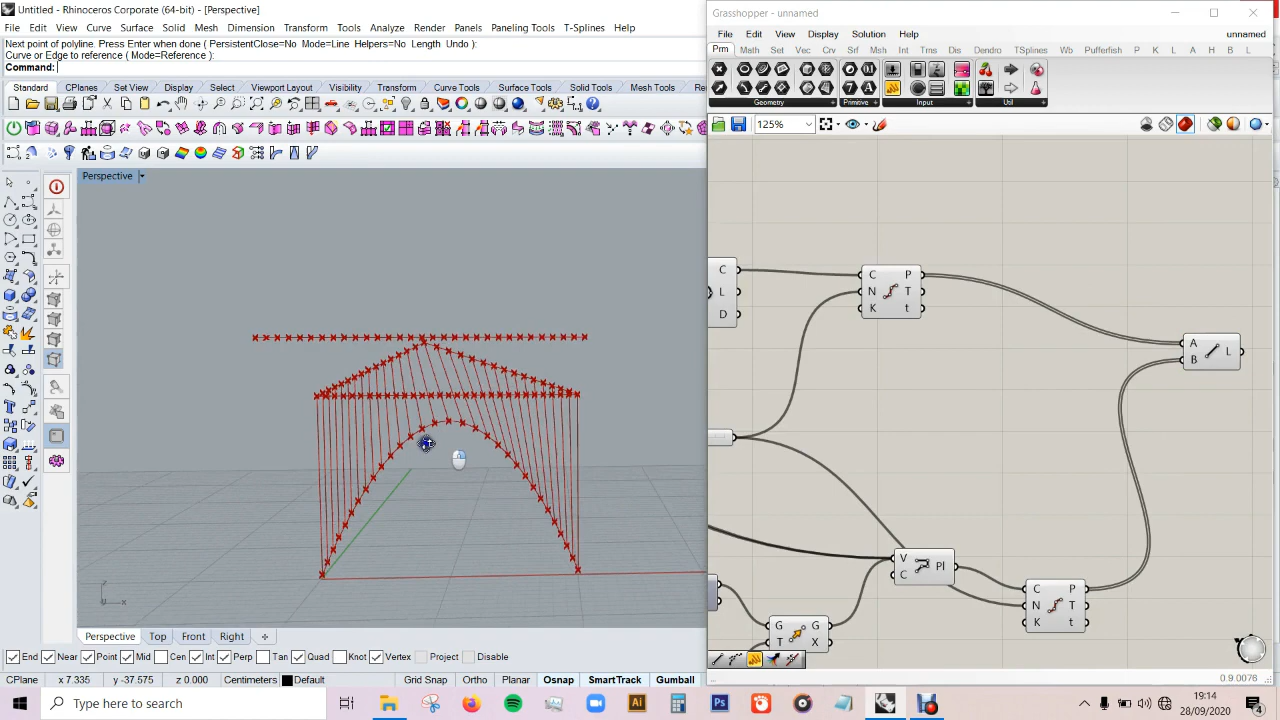 Untitled - Rhinoceros Corporate (64-bit) - [Perspective]
File Edit View Curve Surface Solid Mesh Dimension Transform Tools Analyze Render Panels Paneling Tools T-Splines Help
Next point of polyline. Press Enter when done ( PersistentClose=No Mode=Line Helpers=No Length Undo ):
Curve or Edge to reference ( Mode=Reference ):
Command:
Standard CPlanes Set View Display Select Viewport Layout Visibility Transform Curve Tools Surface Tools Solid Tools Mesh Tools Re
Perspective
Perspective Top Front Right
End Near Point Mid Cen Int Perp Tan Quad Knot Vertex Project Disable
CPlane x 7.335 y -37.575 z 0.000 Centimeters Default Grid Snap Ortho Planar Osnap SmartTrack Gumball
Grasshopper - unnamed
File Edit View Display Solution Help unnamed
Prm Math Set Vec Crv Srf Msh Int Trns Dis Dendro TSplines Wb Pufferfish P K L A H B L
Geometry Primitive Input Util
125%
C
L
D
C P
N T
K t
A
B L
V
C Pl
C P
N T
K t
G G
T X
0.9.0076
Type here to search
Ai
Ps
19:14
28/09/2020
4